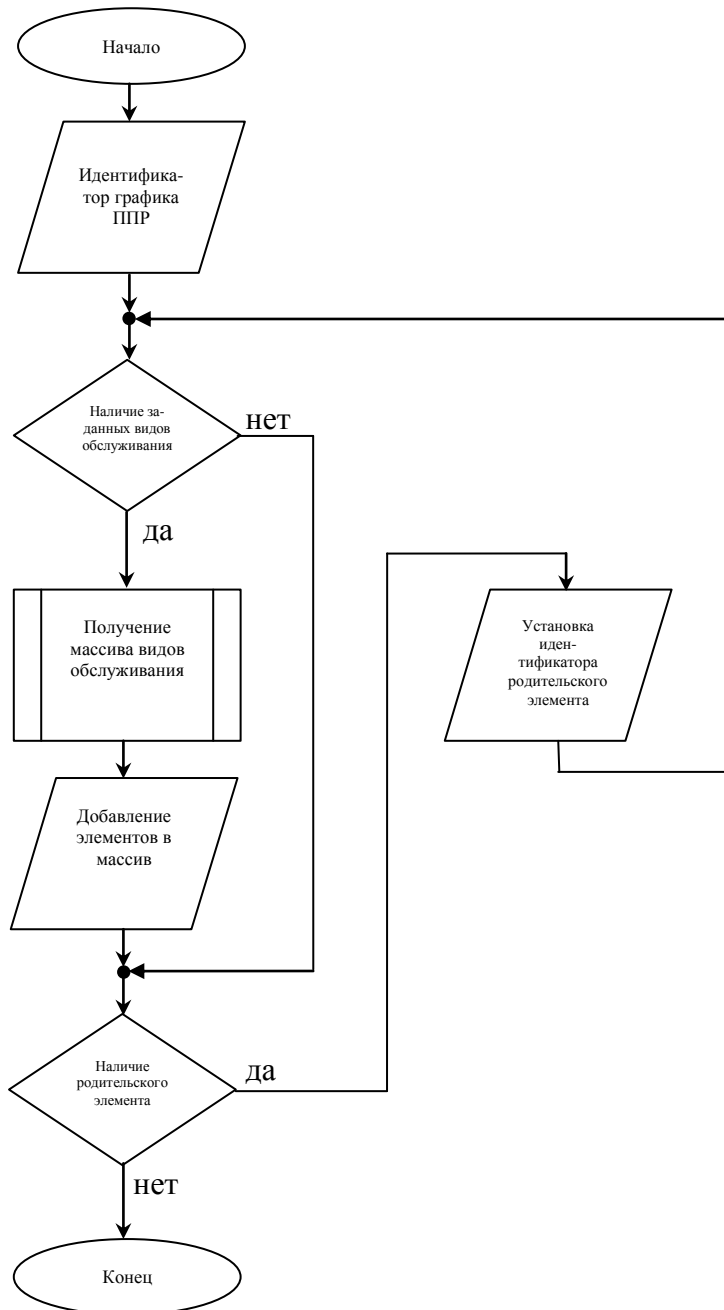 Начало
Идентифика-
тор графика
ППР
Наличие за-
данных видов
обслуживания
нет
да
Получение
массива видов
обслуживания
Установка
иден-
тификатора
родительского
элемента
Добавление
элементов в
массив
Наличие
родительского
элемента
да
нет
Конец